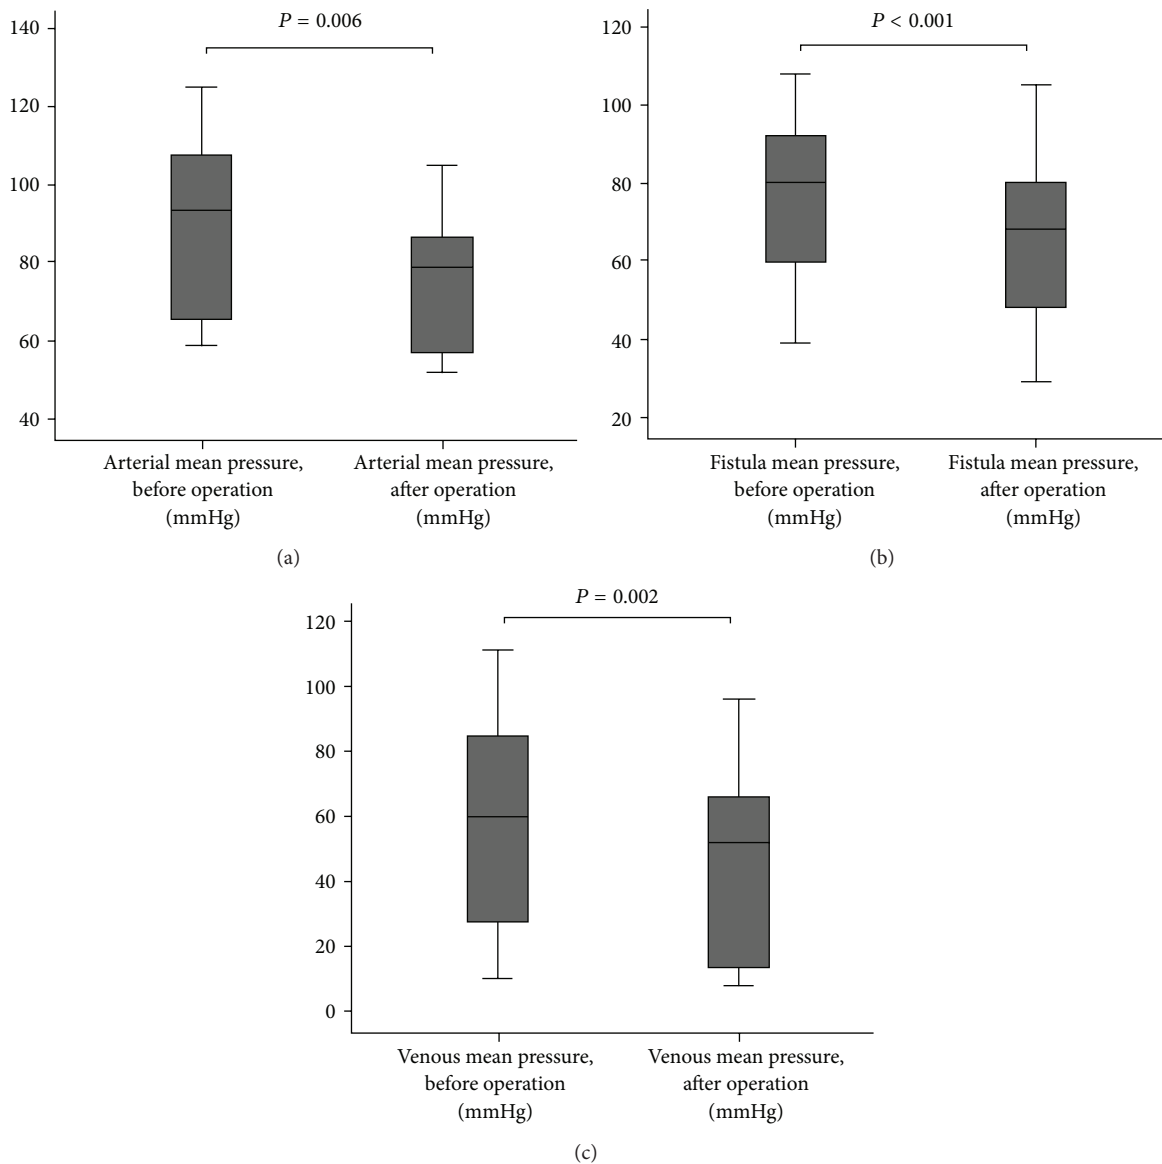 P = 0.006
140
120
100
80
60
40
Arterial mean pressure,
before operation
(mmHg)
Arterial mean pressure,
after operation
(mmHg)
(a)
P < 0.001
120
100
80
60
40
20
Fistula mean pressure,
before operation
(mmHg)
Fistula mean pressure,
after operation
(mmHg)
(b)
P = 0.002
120
100
80
60
40
20
0
Venous mean pressure,
before operation
(mmHg)
Venous mean pressure,
after operation
(mmHg)
(c)